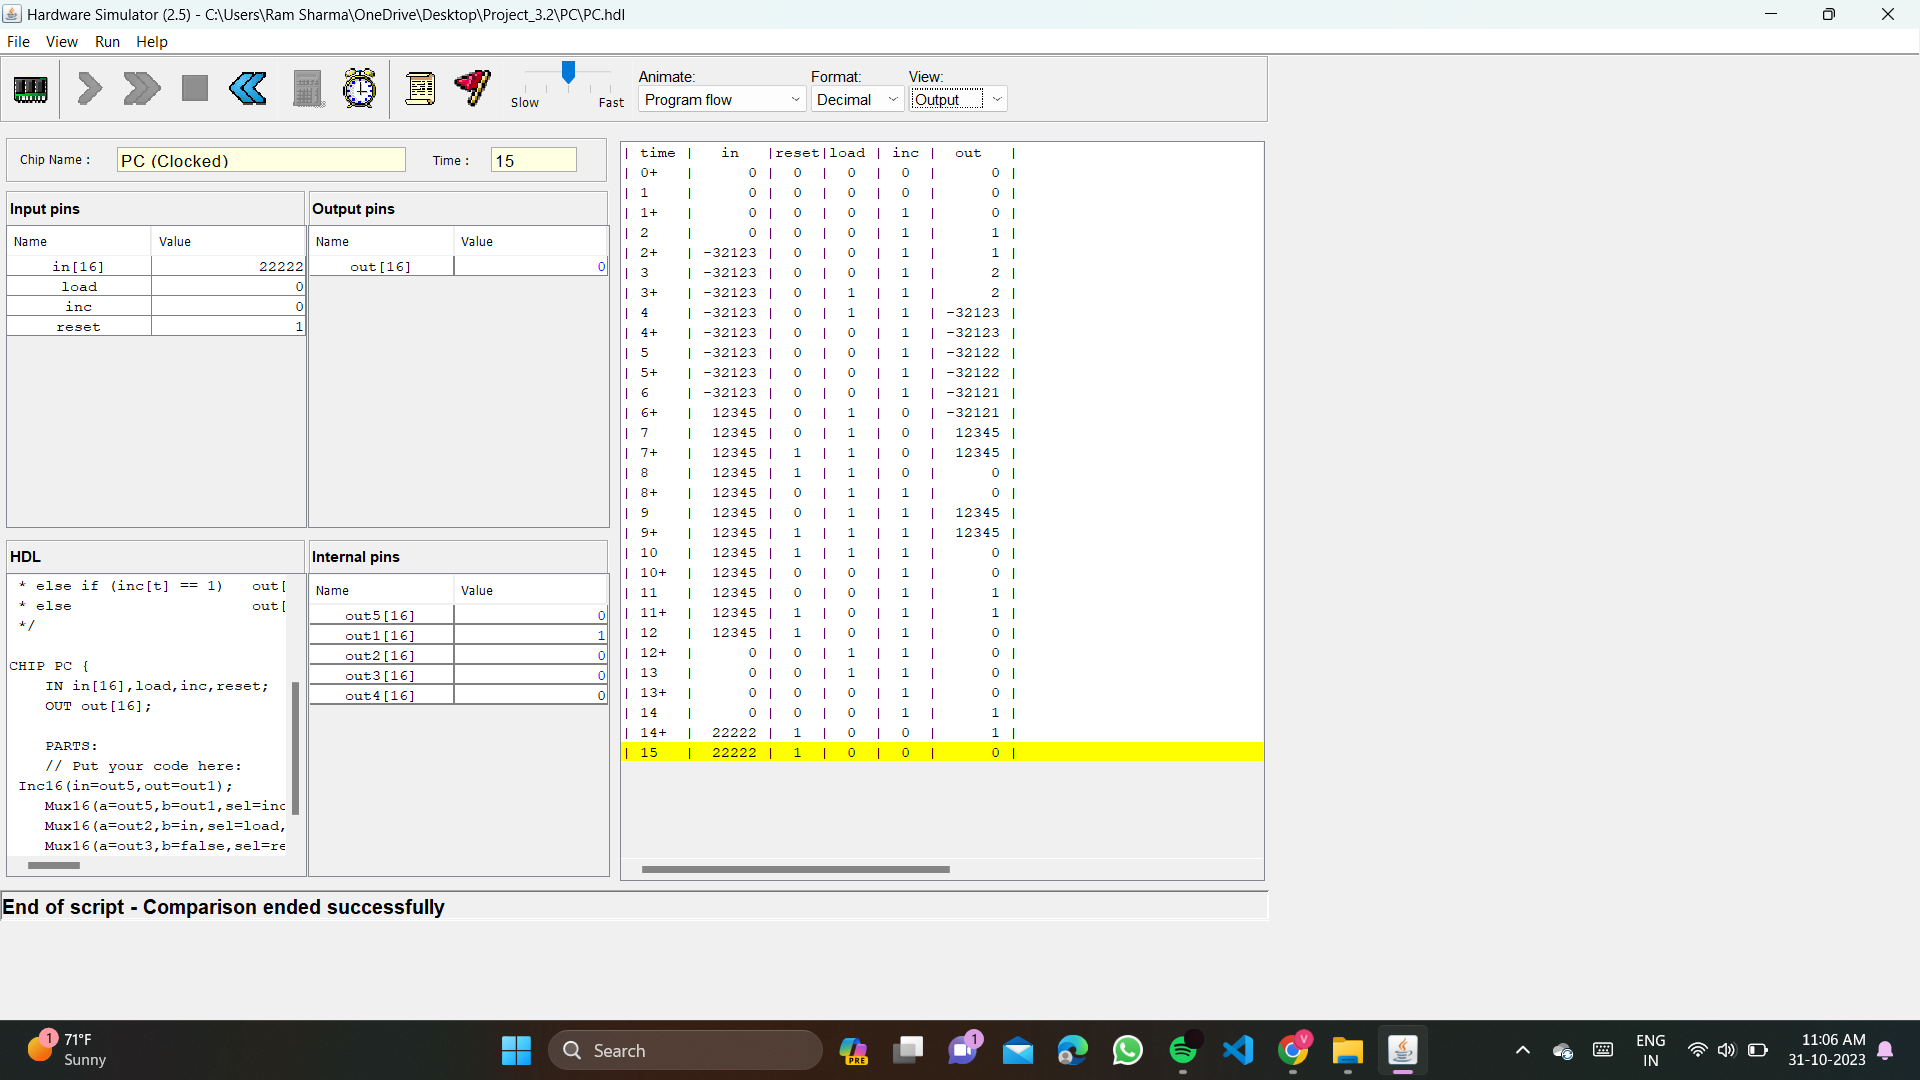 Hardware Simulator (2.5) - C:\Users\Ram Sharma\OneDrive\Desktop\Project_3.2\PC\PC.hdl
File View Run Help
Slow Fast
Animate:
Program flow
Format:
Decimal
View:
Output
Chip Name : PC (Clocked) Time : 15
Input pins
Name Value
in[16] 22222
load 0
inc 0
reset 1
Output pins
Name Value
out[16] 0
HDL
* else if (inc[t] == 1) out[
* else out[
*/
CHIP PC {
IN in[16],load,inc,reset;
OUT out[16];
PARTS:
// Put your code here:
Inc16(in=out5,out=out1);
Mux16(a=out5,b=out1,sel=inc
Mux16(a=out2,b=in,sel=load,
Mux16(a=out3,b=false,sel=re
Internal pins
Name Value
out5[16] 0
out1[16] 1
out2[16] 0
out3[16] 0
out4[16] 0
| time | in |reset|load | inc | out |
| 0+ | 0 | 0 | 0 | 0 | 0 |
| 1 | 0 | 0 | 0 | 0 | 0 |
| 1+ | 0 | 0 | 0 | 1 | 0 |
| 2 | 0 | 0 | 0 | 1 | 1 |
| 2+ | -32123 | 0 | 0 | 1 | 1 |
| 3 | -32123 | 0 | 0 | 1 | 2 |
| 3+ | -32123 | 0 | 1 | 1 | 2 |
| 4 | -32123 | 0 | 1 | 1 | -32123 |
| 4+ | -32123 | 0 | 0 | 1 | -32123 |
| 5 | -32123 | 0 | 0 | 1 | -32122 |
| 5+ | -32123 | 0 | 0 | 1 | -32122 |
| 6 | -32123 | 0 | 0 | 1 | -32121 |
| 6+ | 12345 | 0 | 1 | 0 | -32121 |
| 7 | 12345 | 0 | 1 | 0 | 12345 |
| 7+ | 12345 | 1 | 1 | 0 | 12345 |
| 8 | 12345 | 1 | 1 | 0 | 0 |
| 8+ | 12345 | 0 | 1 | 1 | 0 |
| 9 | 12345 | 0 | 1 | 1 | 12345 |
| 9+ | 12345 | 1 | 1 | 1 | 12345 |
| 10 | 12345 | 1 | 1 | 1 | 0 |
| 10+ | 12345 | 0 | 0 | 1 | 0 |
| 11 | 12345 | 0 | 0 | 1 | 1 |
| 11+ | 12345 | 1 | 0 | 1 | 1 |
| 12 | 12345 | 1 | 0 | 1 | 0 |
| 12+ | 0 | 0 | 1 | 1 | 0 |
| 13 | 0 | 0 | 1 | 1 | 0 |
| 13+ | 0 | 0 | 0 | 1 | 0 |
| 14 | 0 | 0 | 0 | 1 | 1 |
| 14+ | 22222 | 1 | 0 | 0 | 1 |
| 15 | 22222 | 1 | 0 | 0 | 0 |
End of script - Comparison ended successfully
1
71°F
Sunny
Search
PRE
1
V
ENG
IN
11:06 AM
31-10-2023